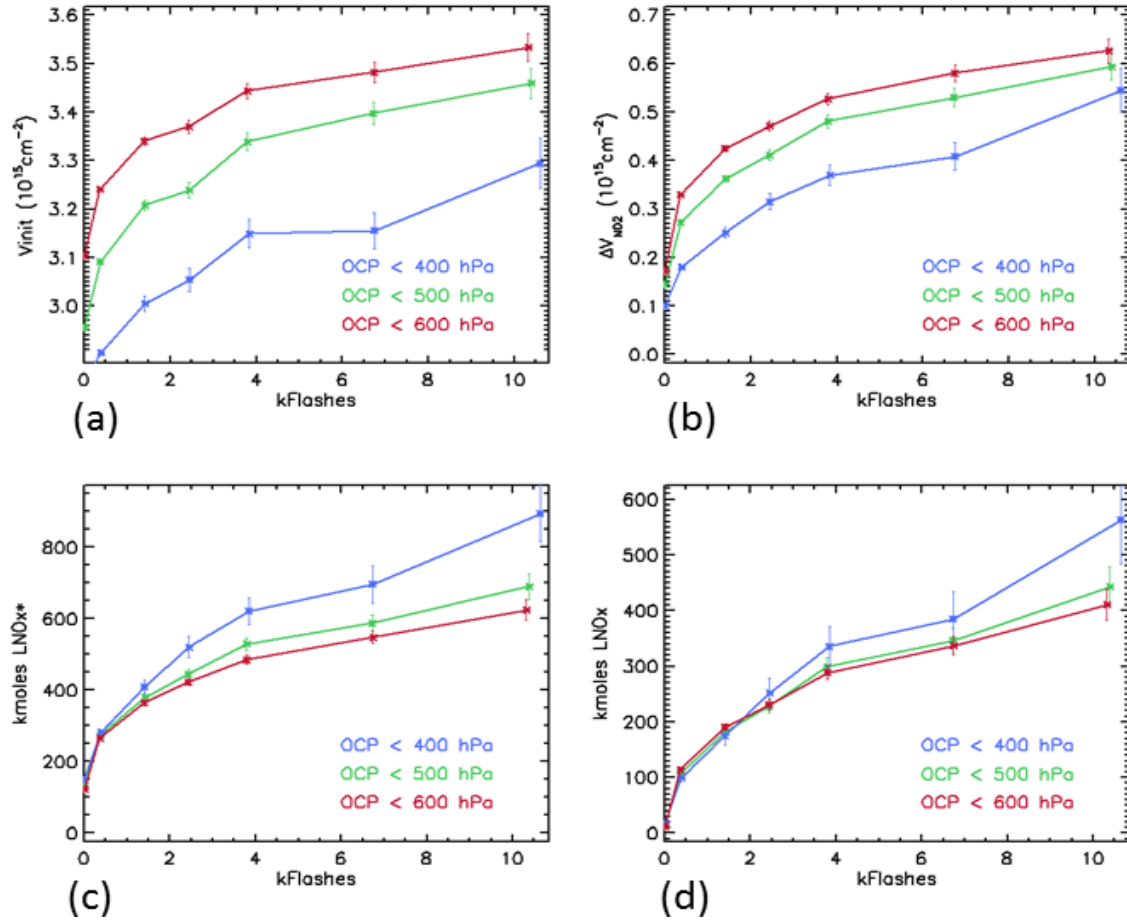 3.6
3.5
3.4
3.3
3.2
3.1
3.0
Vinit (10¹⁵cm⁻²)
OCP < 400 hPa
OCP < 500 hPa
OCP < 600 hPa
0 2 4 6 8 10
kFlashes
(a)
0.7
0.6
0.5
0.4
0.3
0.2
0.1
0.0
ΔV_NO2 (10¹⁵cm⁻²)
OCP < 400 hPa
OCP < 500 hPa
OCP < 600 hPa
0 2 4 6 8 10
kFlashes
(b)
800
600
400
200
0
kmoles LNOx*
OCP < 400 hPa
OCP < 500 hPa
OCP < 600 hPa
0 2 4 6 8 10
kFlashes
(c)
600
500
400
300
200
100
0
kmoles LNOx
OCP < 400 hPa
OCP < 500 hPa
OCP < 600 hPa
0 2 4 6 8 10
kFlashes
(d)